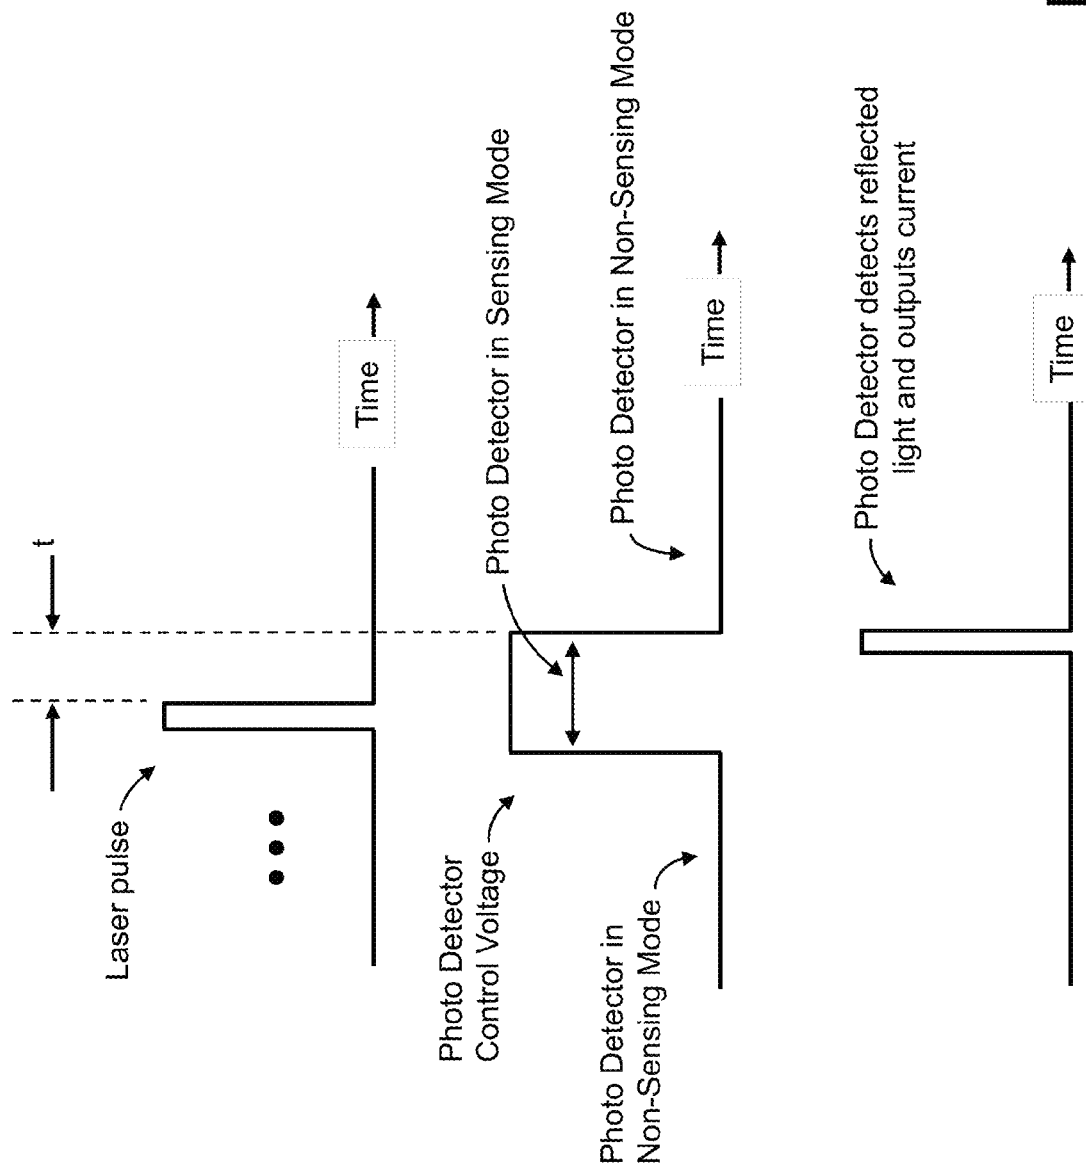 t
Laser pulse
Time
Photo Detector
Control Voltage
Photo Detector in Sensing Mode
Photo Detector in
Non-Sensing Mode
Photo Detector in Non-Sensing Mode
Time
Photo Detector detects reflected
light and outputs current
Time